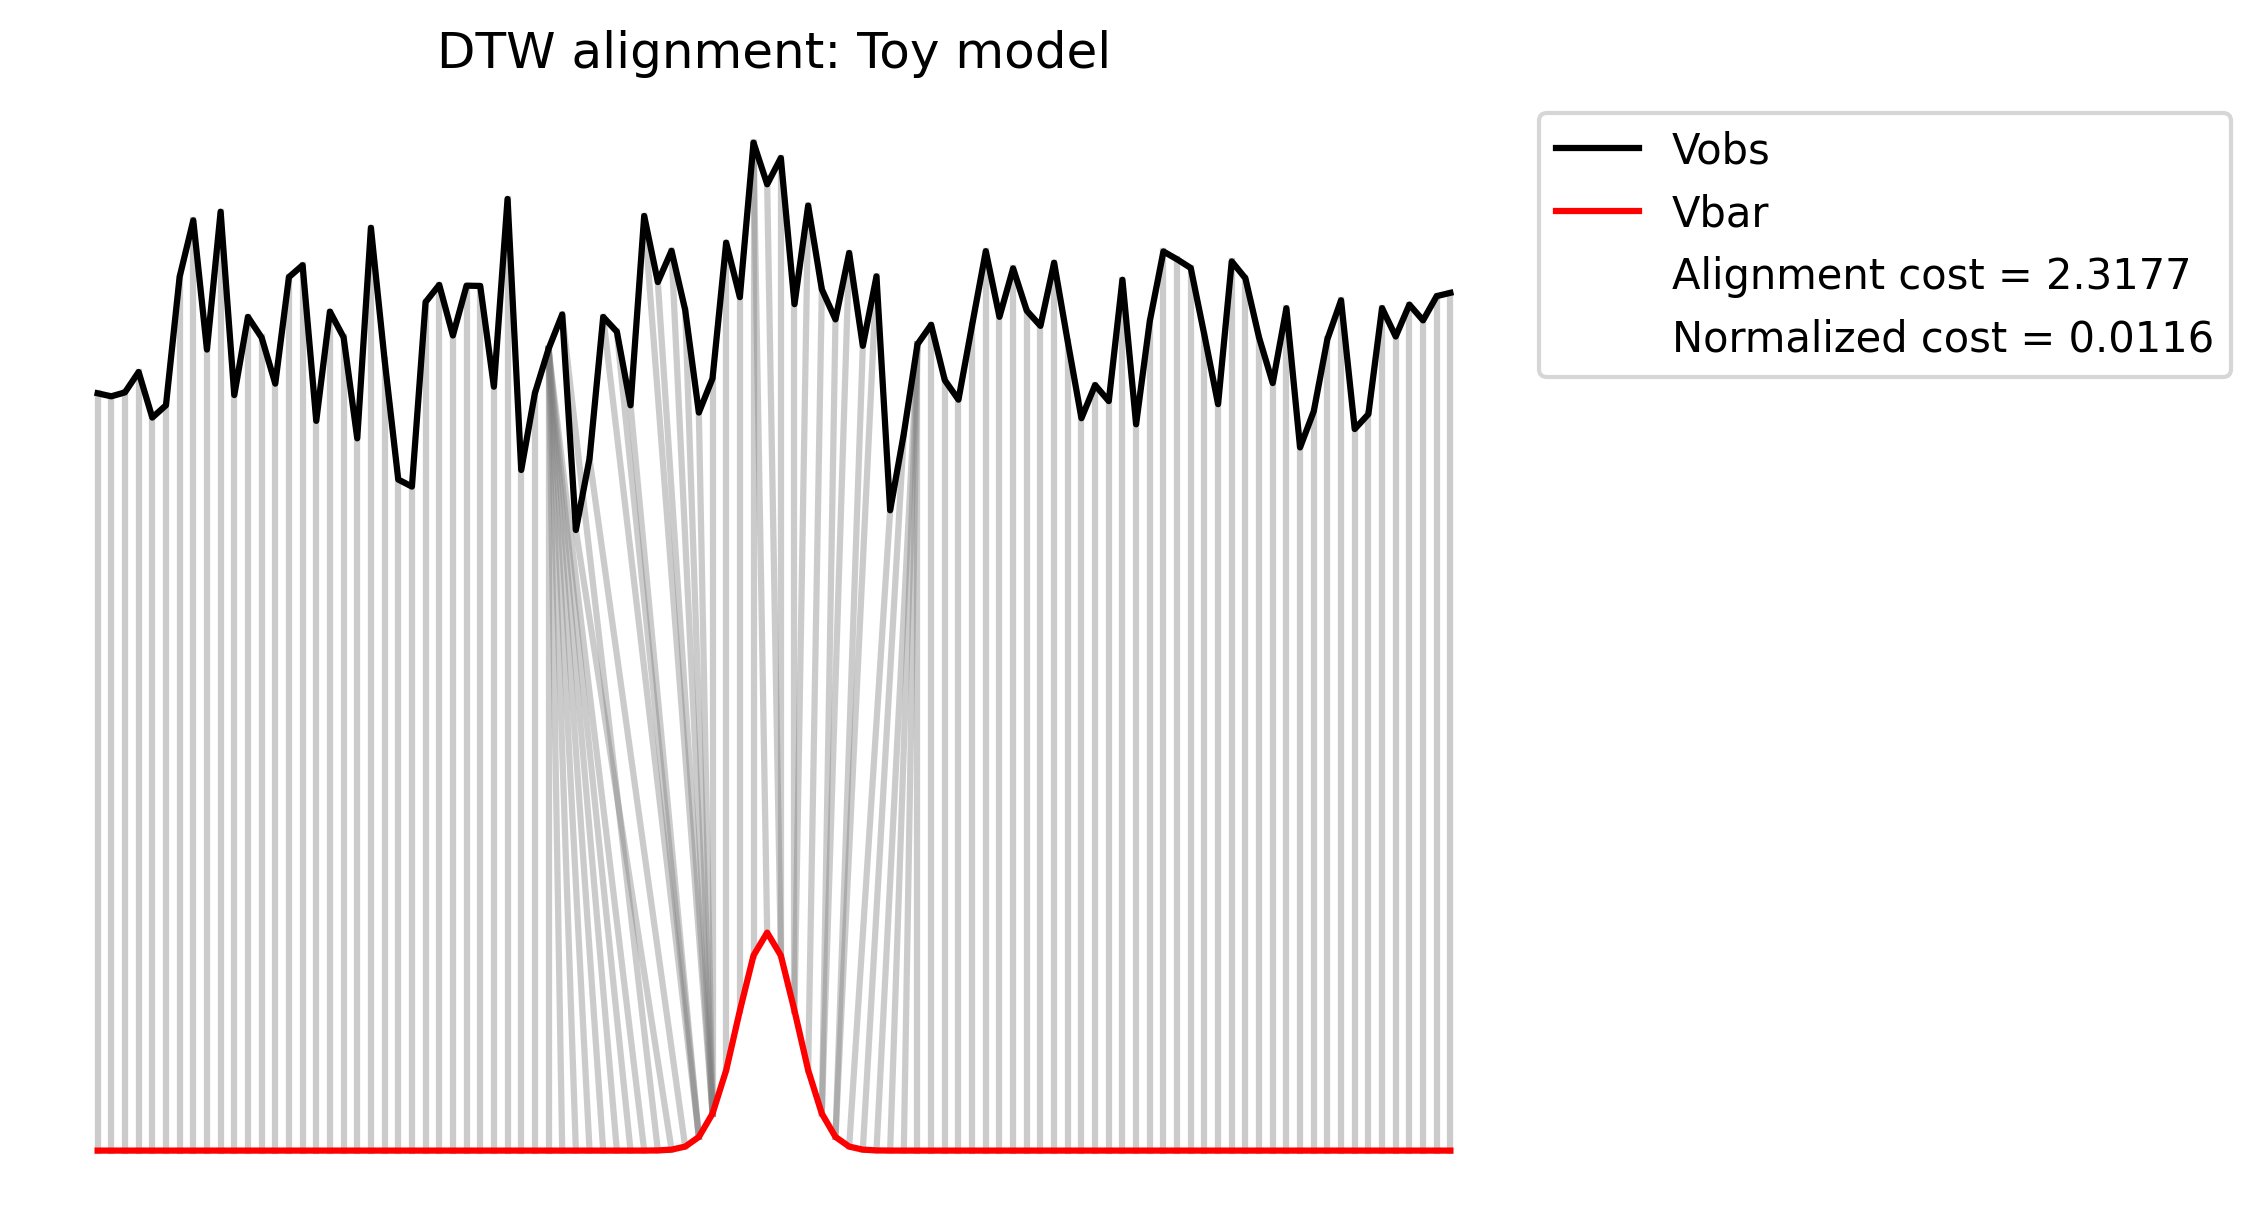 DTW alignment: Toy model
Vobs
Vbar
Alignment cost = 2.3177
Normalized cost = 0.0116